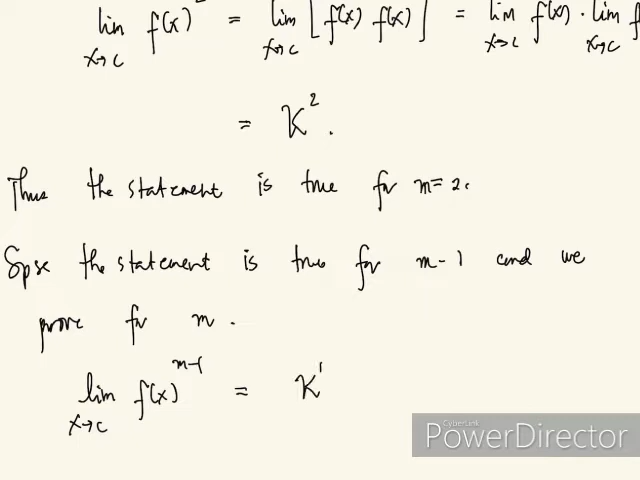 lim f(x)² = lim [f(x) f(x)] = lim f(x) · lim f
x→c x→c x→c x→c
= K².
Thus the statement is true for m=2.
Spse the statement is true for m-1 and we
prove for m.
lim f(x)^{m-1} = K'
x→c
CyberLink
PowerDirector